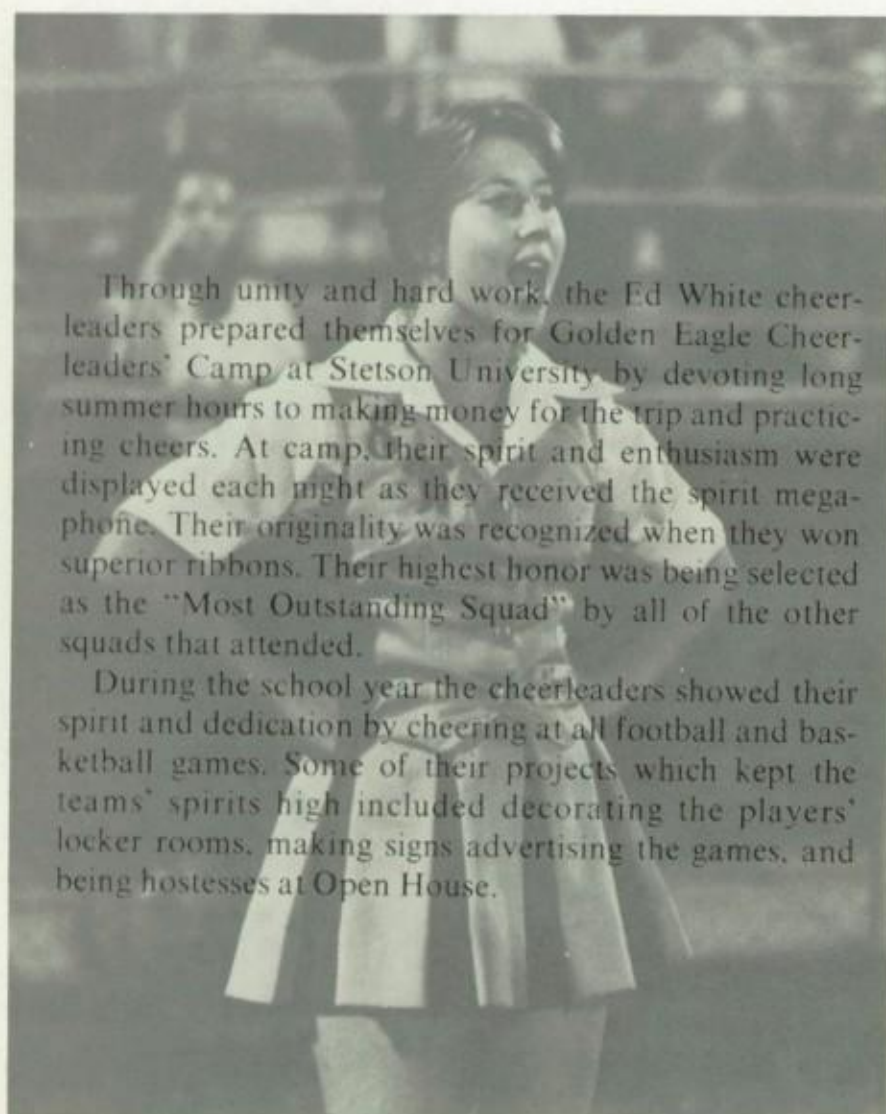 Through unity and hard work, the Ed White cheer-
leaders prepared themselves for Golden Eagle Cheer-
leaders' Camp at Stetson University by devoting long
summer hours to making money for the trip and practic-
ing cheers. At camp, their spirit and enthusiasm were
displayed each night as they received the spirit mega-
phone. Their originality was recognized when they won
superior ribbons. Their highest honor was being selected
as the "Most Outstanding Squad" by all of the other
squads that attended.
During the school year the cheerleaders showed their
spirit and dedication by cheering at all football and bas-
ketball games. Some of their projects which kept the
teams' spirits high included decorating the players'
locker rooms, making signs advertising the games, and
being hostesses at Open House.